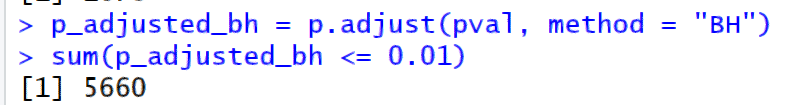 > p_adjusted_bh = p.adjust(pval, method = "BH")
> sum(p_adjusted_bh <= 0.01)
[1] 5660